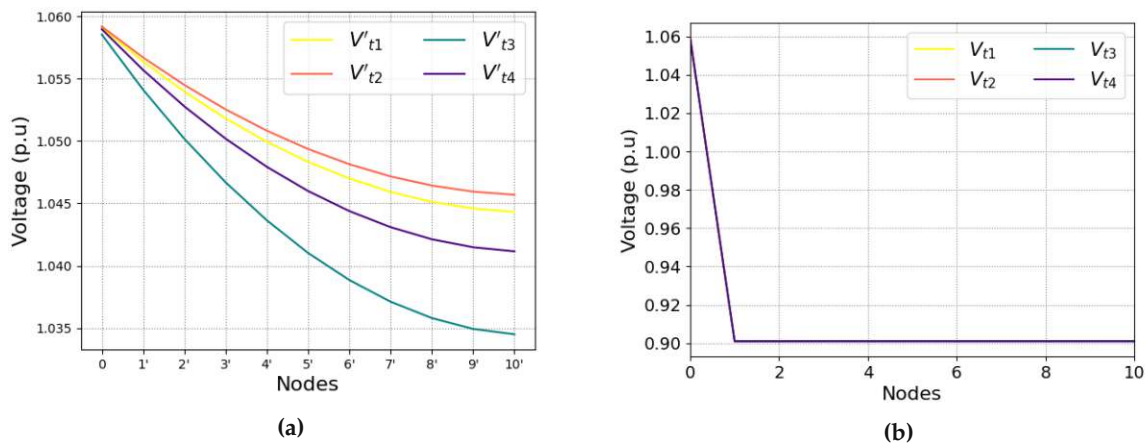 1.060
1.055
1.050
1.045
1.040
1.035
Voltage (p.u)
V′t1 V′t3
V′t2 V′t4
0 1' 2' 3' 4' 5' 6' 7' 8' 9' 10'
Nodes
(a)
1.06
1.04
1.02
1.00
0.98
0.96
0.94
0.92
0.90
Voltage (p.u)
Vt1 Vt3
Vt2 Vt4
0 2 4 6 8 10
Nodes
(b)